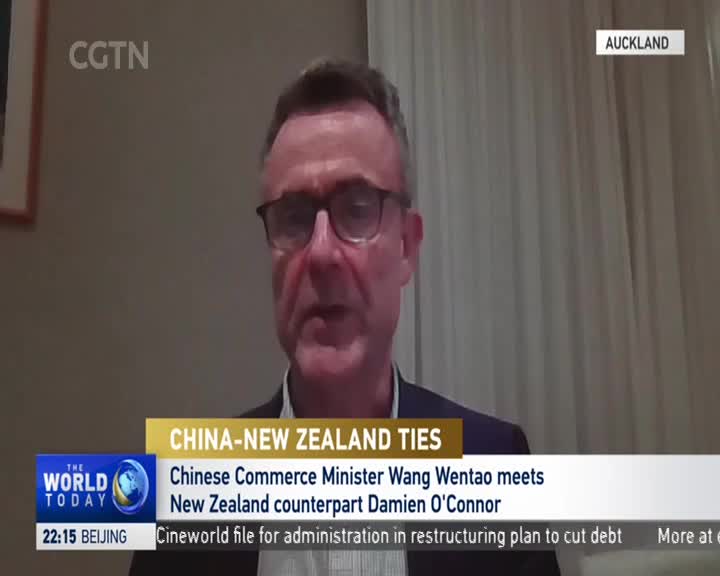 CGTN
AUCKLAND
CHINA-NEW ZEALAND TIES
THE
WORLD
TODAY
Chinese Commerce Minister Wang Wentao meets
New Zealand counterpart Damien O'Connor
22:15 BEIJING
Cineworld file for administration in restructuring plan to cut debt More at